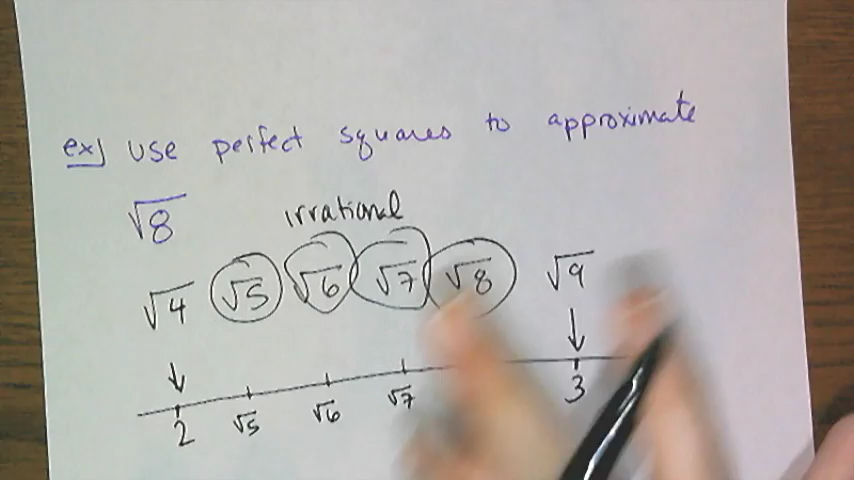 ex) use perfect squares to approximate
√8 irrational
√4 √5 √6 √7 √8 √9
2 √5 √6 √7 3